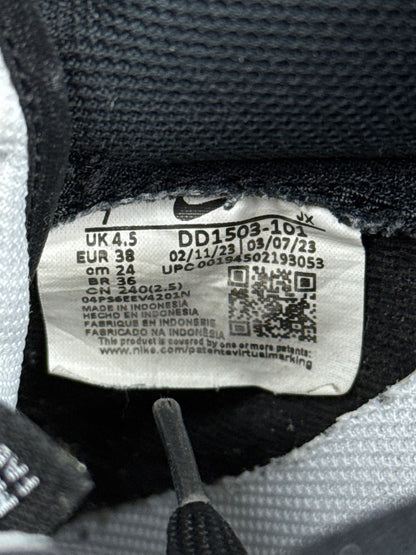 7 JX
UK 4.5 DD1503-101
EUR 38 02/11/23 03/07/23
cm 24 UPC 00194502193053
BR 36
CN 240(2.5)
04PS6EEV4201N
MADE IN INDONESIA
HECHO EN INDONESIA
FABRIQUE EN INDONESIE
FABRICADO NA INDONESIA
This product is covered by one or more patents:
www.nike.com/patentsvirtualmarking